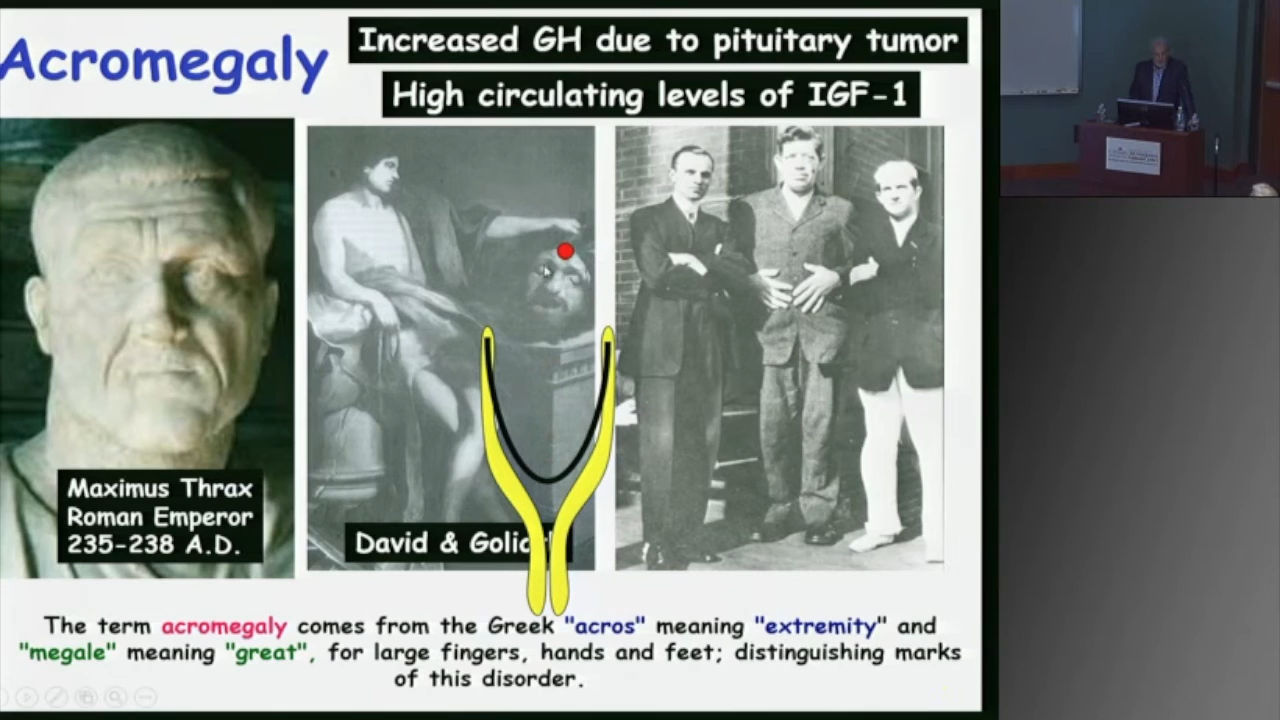 Acromegaly
Increased GH due to pituitary tumor
High circulating levels of IGF-1
Maximus Thrax
Roman Emperor
235-238 A.D.
David &
The term acromegaly comes from the Greek "acros" meaning "extremity" and
"megale" meaning "great", for large fingers, hands and feet; distinguishing marks
of this disorder.